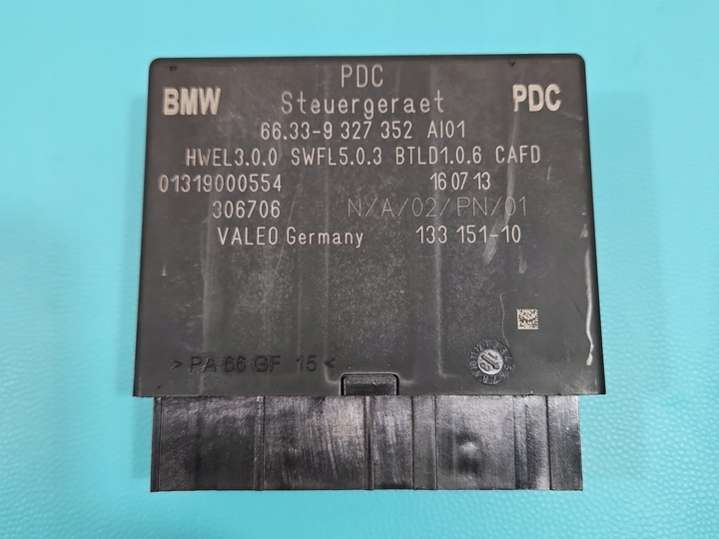 PDC
BMW Steuergeraet PDC
66.33-9 327 352 AI01
HWEL3.0.0 SWFL5.0.3 BTLD1.0.6 CAFD
01319000554 16 07 13
306706 N/A/02/PN/01
VALEO Germany 133 151-10
> PA 66 GF 15 <